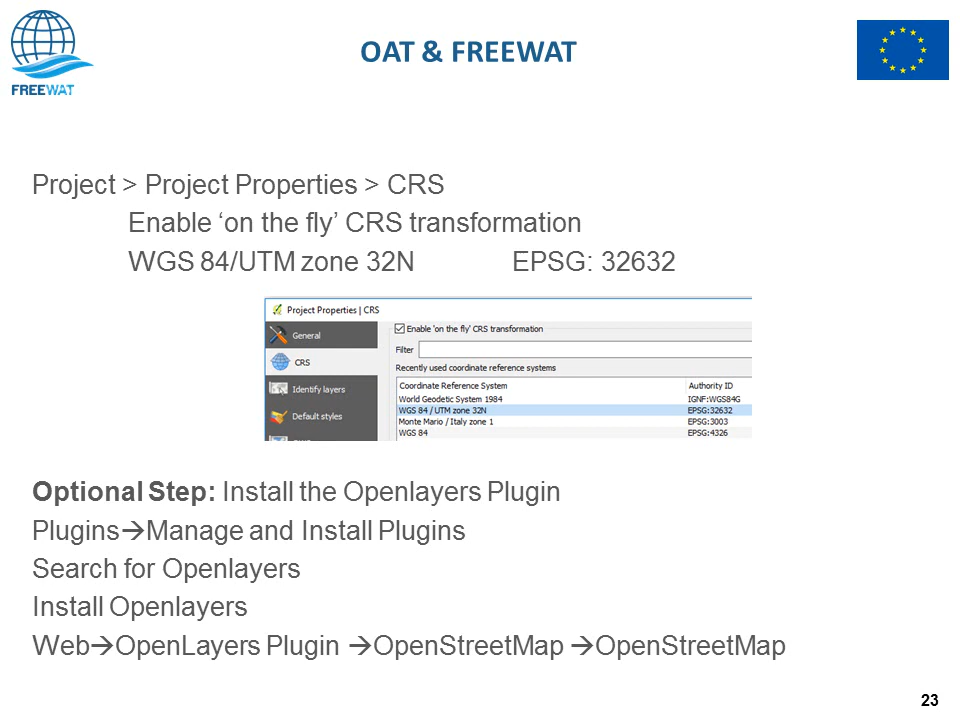 OAT & FREEWAT
FREEWAT
Project > Project Properties > CRS
Enable ‘on the fly’ CRS transformation
WGS 84/UTM zone 32N EPSG: 32632
Project Properties | CRS
General
CRS
Identify layers
Default styles
Enable 'on the fly' CRS transformation
Filter
Recently used coordinate reference systems
Coordinate Reference System Authority ID
World Geodetic System 1984 IGNF:WGS84G
WGS 84 / UTM zone 32N EPSG:32632
Monte Mario / Italy zone 1 EPSG:3003
WGS 84 EPSG:4326
Optional Step: Install the Openlayers Plugin
Plugins→Manage and Install Plugins
Search for Openlayers
Install Openlayers
Web→OpenLayers Plugin →OpenStreetMap →OpenStreetMap
23